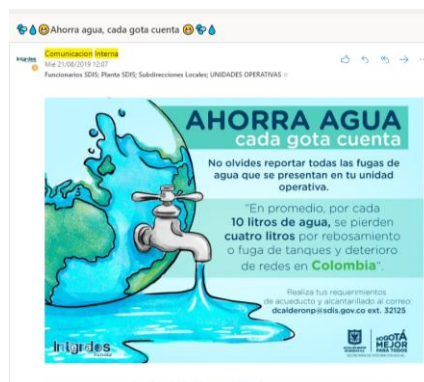 Ahorra agua, cada gota cuenta
Comunicacion Interna
Mié 21/08/2019 12:07
Funcionarios SDIS; Planta SDIS; Subdirecciones Locales; UNIDADES OPERATIVAS
AHORRA AGUA
cada gota cuenta
No olvides reportar todas las fugas de
agua que se presentan en tu unidad
operativa.
"En promedio, por cada
10 litros de agua, se pierden
cuatro litros por rebosamiento
o fuga de tanques y deterioro
de redes en Colombia".
Realiza tus requerimientos
de acueducto y alcantarillado al correo:
dcalderonp@sdis.gov.co ext. 32125
BOGOTÁ
MEJOR
PARA TODOS